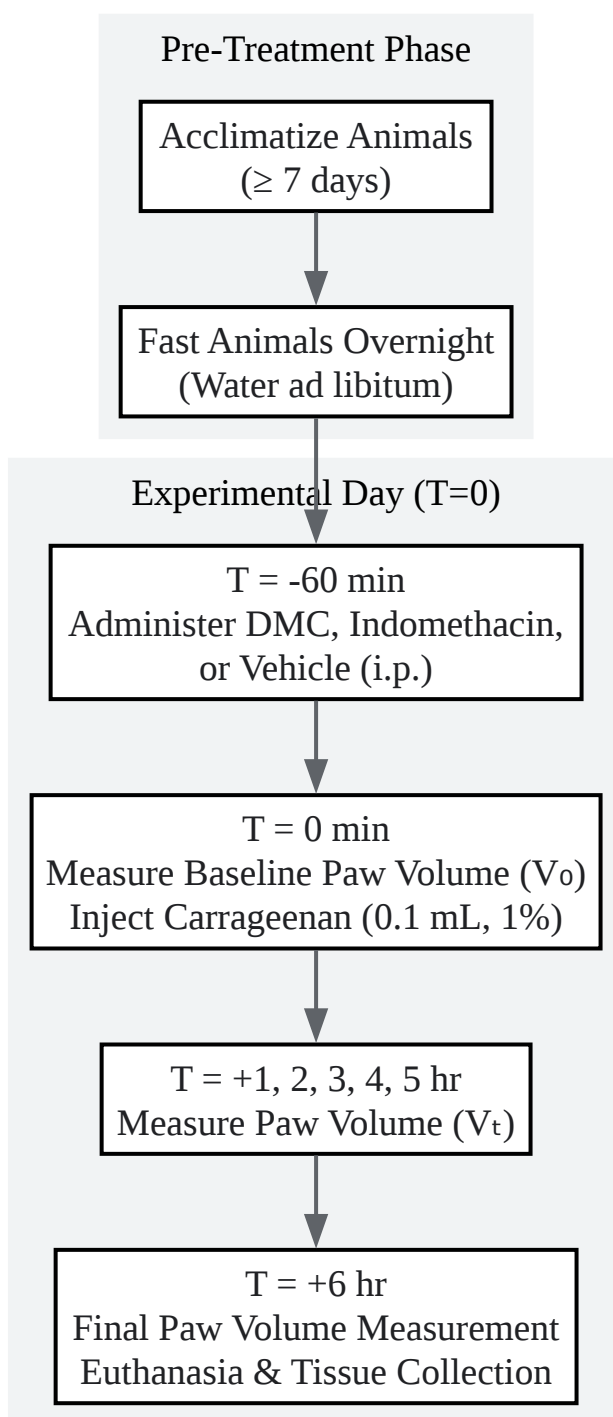 Pre-Treatment Phase
Acclimatize Animals
(≥ 7 days)
Fast Animals Overnight
(Water ad libitum)
Experimental Day (T=0)
T = -60 min
Administer DMC, Indomethacin,
or Vehicle (i.p.)
T = 0 min
Measure Baseline Paw Volume (V₀)
Inject Carrageenan (0.1 mL, 1%)
T = +1, 2, 3, 4, 5 hr
Measure Paw Volume (Vₜ)
T = +6 hr
Final Paw Volume Measurement
Euthanasia & Tissue Collection